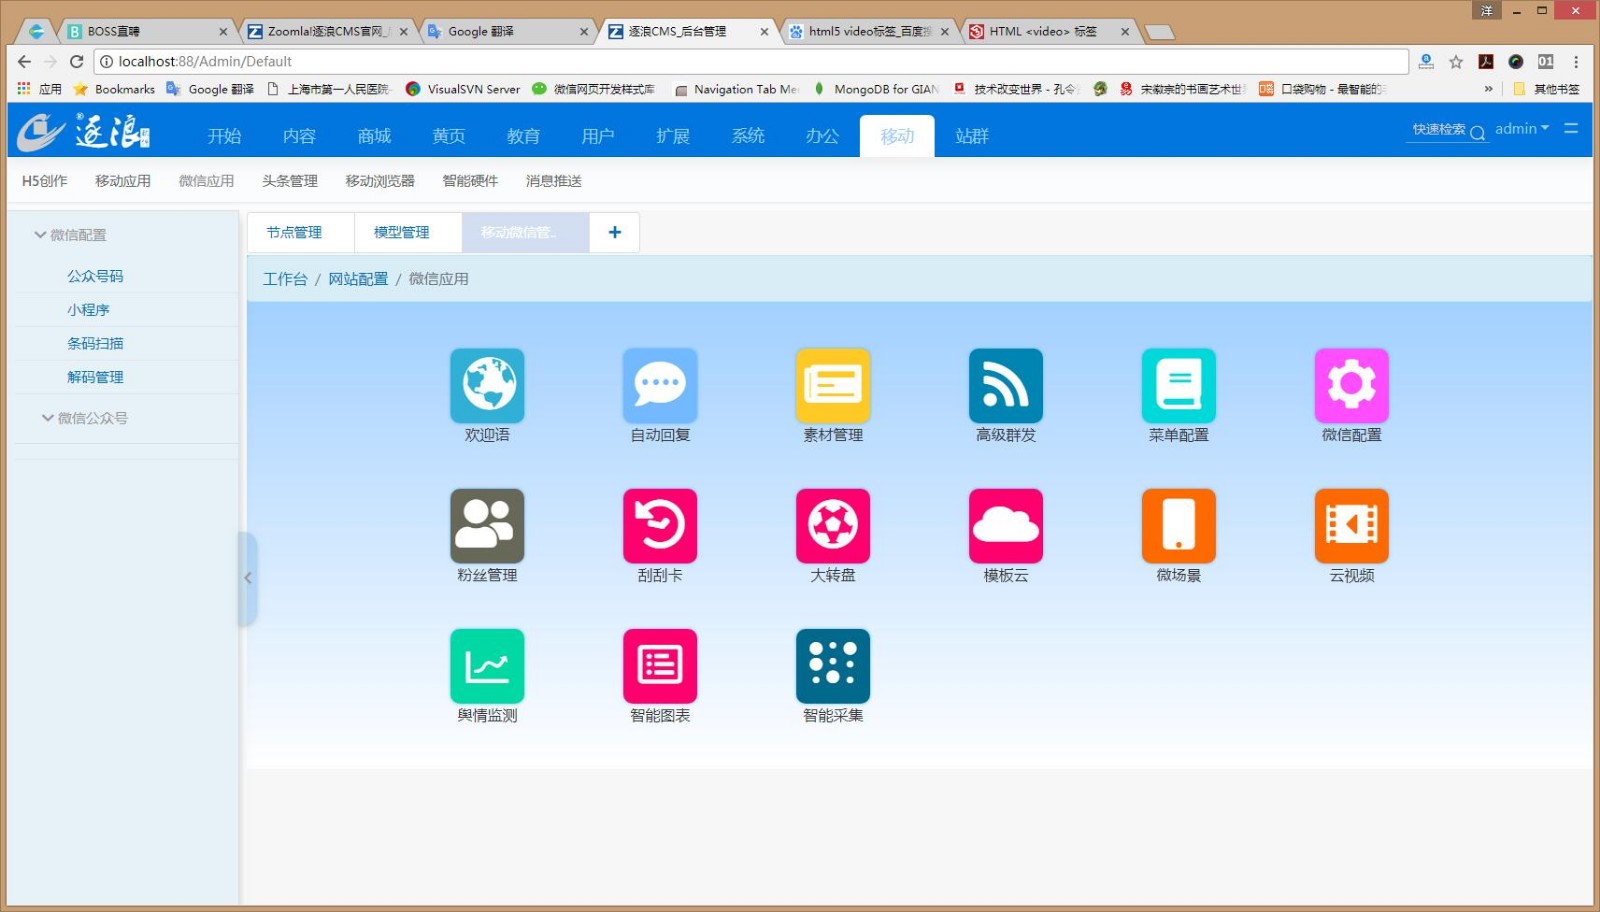 洋
BOSS直聘
Zoomla!逐浪CMS官网_
Google 翻译
逐浪CMS_后台管理
html5 video标签_百度搜
HTML <video> 标签
localhost:88/Admin/Default
01
应用 Bookmarks Google 翻译 上海市第一人民医院- VisualSVN Server 微信网页开发样式库 Navigation Tab Me MongoDB for GIAN 技术改变世界 - 孔令 宋徽宗的书画艺术世 口袋购物 - 最智能的 » 其他书签
逐浪 开始 内容 商城 黄页 教育 用户 扩展 系统 办公 移动 站群 快速检索 admin
H5创作 移动应用 微信应用 头条管理 移动浏览器 智能硬件 消息推送
微信配置
公众号码
小程序
条码扫描
解码管理
微信公众号
节点管理 模型管理 移动微信管.. +
工作台 / 网站配置 / 微信应用
欢迎语 自动回复 素材管理 高级群发 菜单配置 微信配置
粉丝管理 刮刮卡 大转盘 模板云 微场景 云视频
舆情监测 智能图表 智能采集